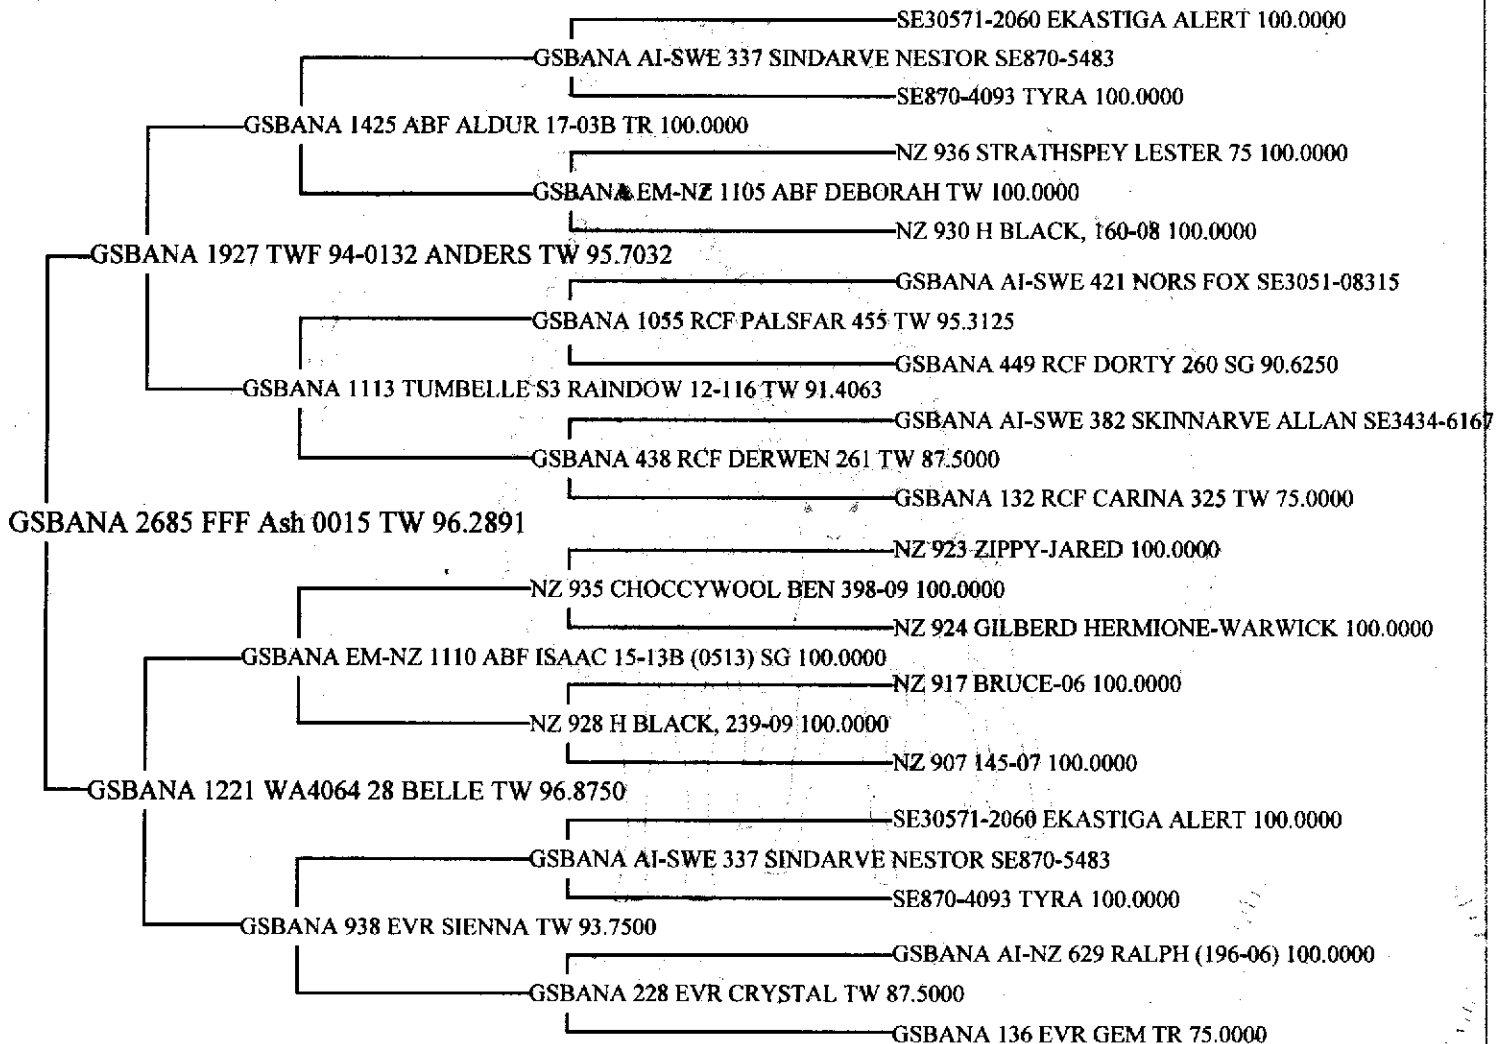 SE30571-2060 EKASTIGA ALERT 100.0000
GSBANA AI-SWE 337 SINDARVE NESTOR SE870-5483
SE870-4093 TYRA 100.0000
GSBANA 1425 ABF ALDUR 17-03B TR 100.0000
NZ 936 STRATHSPEY LESTER 75 100.0000
GSBANA EM-NZ 1105 ABF DEBORAH TW 100.0000
NZ 930 H BLACK, 160-08 100.0000
GSBANA 1927 TWF 94-0132 ANDERS TW 95.7032
GSBANA AI-SWE 421 NORS FOX SE3051-08315
GSBANA 1055 RCF PALSFAR 455 TW 95.3125
GSBANA 449 RCF DORTY 260 SG 90.6250
GSBANA 1113 TUMBELLE S3 RAINDOW 12-116 TW 91.4063
GSBANA AI-SWE 382 SKINNARVE ALLAN SE3434-6167
GSBANA 438 RCF DERWEN 261 TW 87.5000
GSBANA 132 RCF CARINA 325 TW 75.0000
GSBANA 2685 FFF Ash 0015 TW 96.2891
NZ 923 ZIPPY-JARED 100.0000
NZ 935 CHOCCYWOOL BEN 398-09 100.0000
NZ 924 GILBERD HERMIONE-WARWICK 100.0000
GSBANA EM-NZ 1110 ABF ISAAC 15-13B (0513) SG 100.0000
NZ 917 BRUCE-06 100.0000
NZ 928 H BLACK, 239-09 100.0000
NZ 907 145-07 100.0000
GSBANA 1221 WA4064 28 BELLE TW 96.8750
SE30571-2060 EKASTIGA ALERT 100.0000
GSBANA AI-SWE 337 SINDARVE NESTOR SE870-5483
SE870-4093 TYRA 100.0000
GSBANA 938 EVR SIENNA TW 93.7500
GSBANA AI-NZ 629 RALPH (196-06) 100.0000
GSBANA 228 EVR CRYSTAL TW 87.5000
GSBANA 136 EVR GEM TR 75.0000